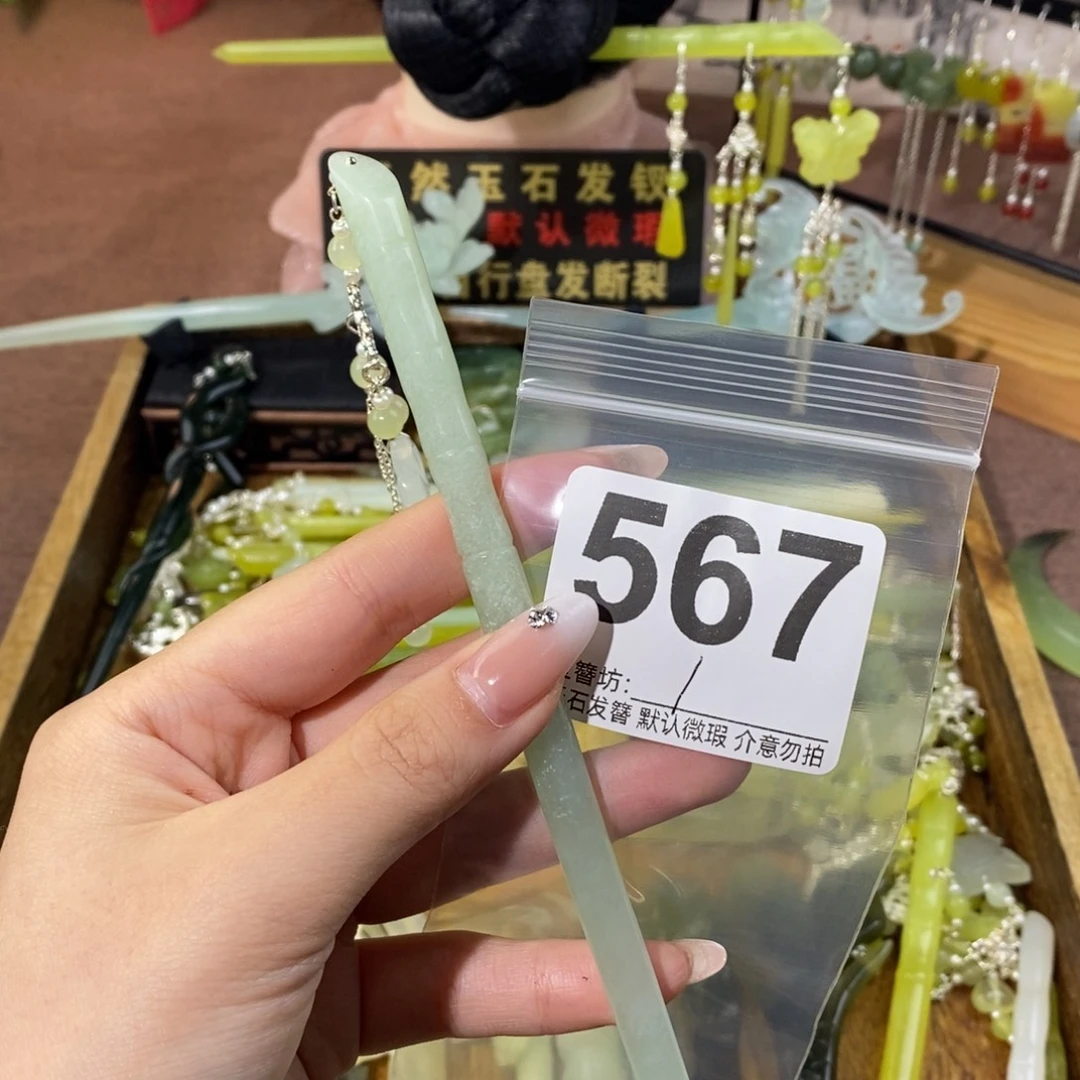 然玉石发钗
默认微瑕
行盘发断裂
567
簪坊:
石发簪 默认微瑕 介意勿拍